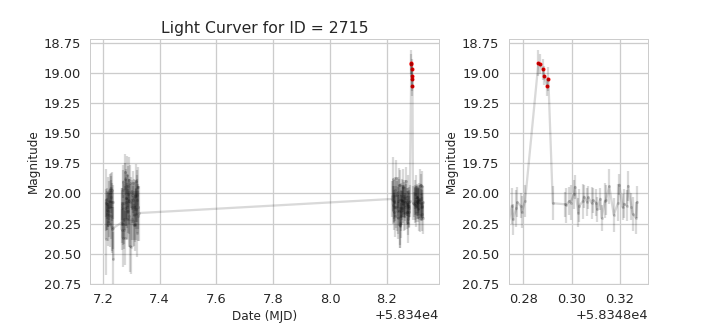 Light Curver for ID = 2715
Magnitude
18.75
19.00
19.25
19.50
19.75
20.00
20.25
20.50
20.75
7.2 7.4 7.6 7.8 8.0 8.2
Date (MJD)
+5.834e4
Magnitude
18.75
19.00
19.25
19.50
19.75
20.00
20.25
20.50
20.75
0.28 0.30 0.32
+5.8348e4